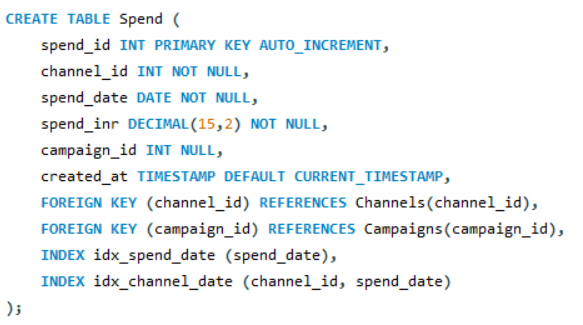 CREATE TABLE Spend (
    spend_id INT PRIMARY KEY AUTO_INCREMENT,
    channel_id INT NOT NULL,
    spend_date DATE NOT NULL,
    spend_inr DECIMAL(15,2) NOT NULL,
    campaign_id INT NULL,
    created_at TIMESTAMP DEFAULT CURRENT_TIMESTAMP,
    FOREIGN KEY (channel_id) REFERENCES Channels(channel_id),
    FOREIGN KEY (campaign_id) REFERENCES Campaigns(campaign_id),
    INDEX idx_spend_date (spend_date),
    INDEX idx_channel_date (channel_id, spend_date)
);